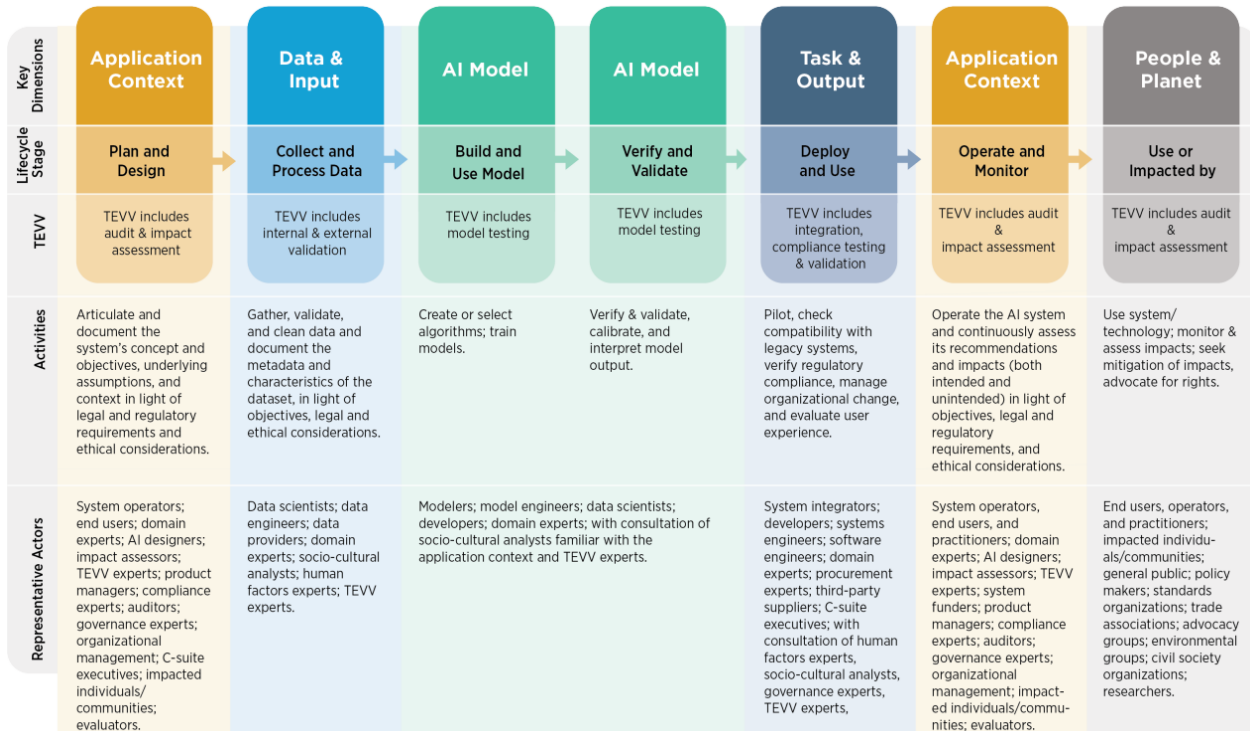 Key
Dimensions
Application
Context
Data &
Input
AI Model
AI Model
Task &
Output
Application
Context
People &
Planet
Lifecycle
Stage
Plan and
Design
Collect and
Process Data
Build and
Use Model
Verify and
Validate
Deploy
and Use
Operate and
Monitor
Use or
Impacted by
TEVV
TEVV includes
audit & impact
assessment
TEVV includes
internal & external
validation
TEVV includes
model testing
TEVV includes
model testing
TEVV includes
integration,
compliance testing
& validation
TEVV includes audit
&
impact assessment
TEVV includes audit
&
impact assessment
Activities
Articulate and
document the
system's concept and
objectives, underlying
assumptions, and
context in light of
legal and regulatory
requirements and
ethical considerations.
Gather, validate,
and clean data and
document the
metadata and
characteristics of the
dataset, in light of
objectives, legal and
ethical considerations.
Create or select
algorithms; train
models.
Verify & validate,
calibrate, and
interpret model
output.
Pilot, check
compatibility with
legacy systems,
verify regulatory
compliance, manage
organizational change,
and evaluate user
experience.
Operate the AI system
and continuously assess
its recommendations
and impacts (both
intended and
unintended) in light of
objectives, legal and
regulatory
requirements, and
ethical considerations.
Use system/
technology; monitor &
assess impacts; seek
mitigation of impacts,
advocate for rights.
Representative Actors
System operators;
end users; domain
experts; AI designers;
impact assessors;
TEVV experts; product
managers; compliance
experts; auditors;
governance experts;
organizational
management; C-suite
executives; impacted
individuals/
communities;
evaluators.
Data scientists; data
engineers; data
providers; domain
experts; socio-cultural
analysts; human
factors experts; TEVV
experts.
Modelers; model engineers; data scientists;
developers; domain experts; with consultation of
socio-cultural analysts familiar with the
application context and TEVV experts.
System integrators;
developers; systems
engineers; software
engineers; domain
experts; procurement
experts; third-party
suppliers; C-suite
executives; with
consultation of human
factors experts,
socio-cultural analysts,
governance experts,
TEVV experts,
System operators,
end users, and
practitioners; domain
experts; AI designers;
impact assessors; TEVV
experts; system
funders; product
managers; compliance
experts; auditors;
governance experts;
organizational
management; impact-
ed individuals/commu-
nities; evaluators.
End users, operators,
and practitioners;
impacted individu-
als/communities;
general public; policy
makers; standards
organizations; trade
associations; advocacy
groups; environmental
groups; civil society
organizations;
researchers.